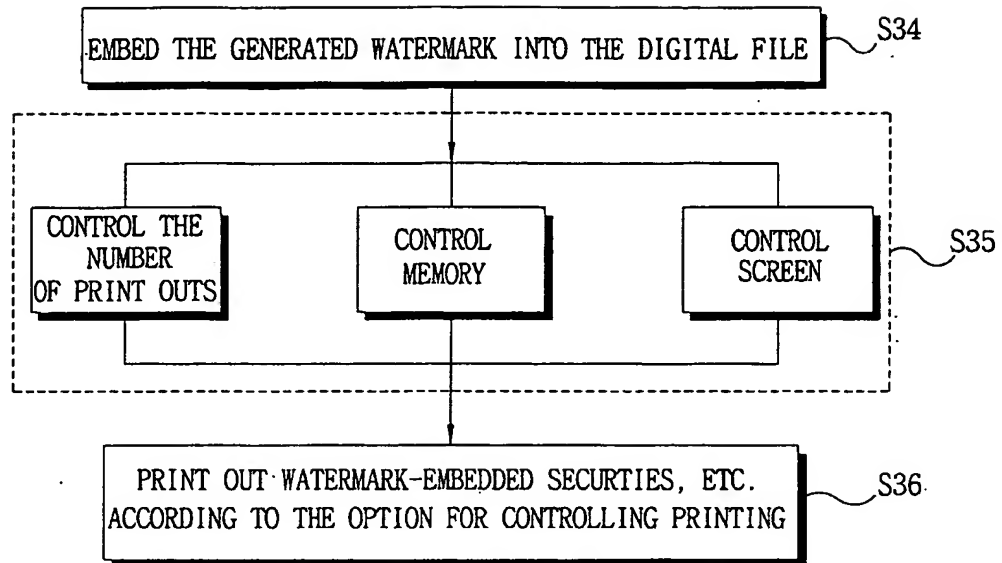 EMBED THE GENERATED WATERMARK INTO THE DIGITAL FILE
S34
CONTROL THE
NUMBER
OF PRINT OUTS
CONTROL
MEMORY
CONTROL
SCREEN
S35
PRINT OUT WATERMARK-EMBEDDED SECURTIES, ETC.
ACCORDING TO THE OPTION FOR CONTROLLING PRINTING
S36